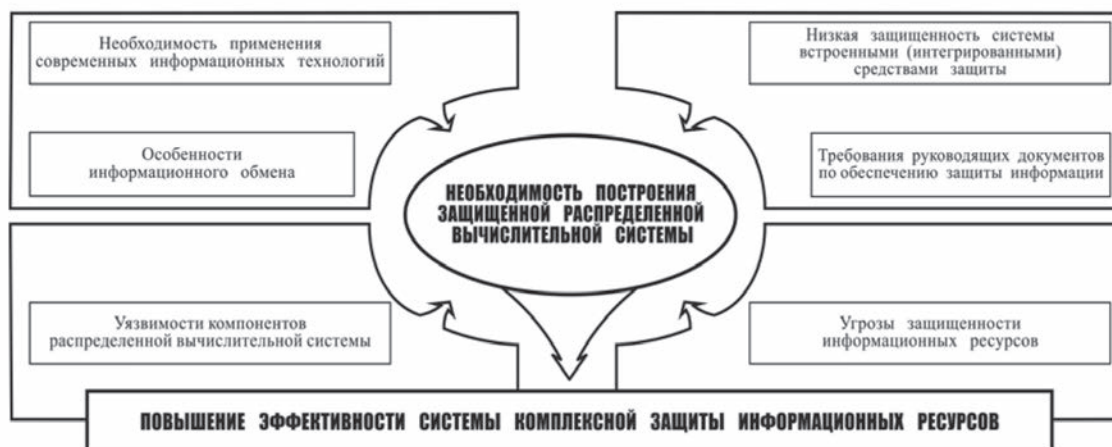 Необходимость применения
современных информационных технологий
Особенности
информационного обмена
Низкая защищенность системы
встроенными (интегрированными)
средствами защиты
Требования руководящих документов
по обеспечению защиты информации
НЕОБХОДИМОСТЬ ПОСТРОЕНИЯ
ЗАЩИЩЕННОЙ РАСПРЕДЕЛЕННОЙ
ВЫЧИСЛИТЕЛЬНОЙ СИСТЕМЫ
Уязвимости компонентов
распределенной вычислительной системы
Угрозы защищенности
информационных ресурсов
ПОВЫШЕНИЕ ЭФФЕКТИВНОСТИ СИСТЕМЫ КОМПЛЕКСНОЙ ЗАЩИТЫ ИНФОРМАЦИОННЫХ РЕСУРСОВ